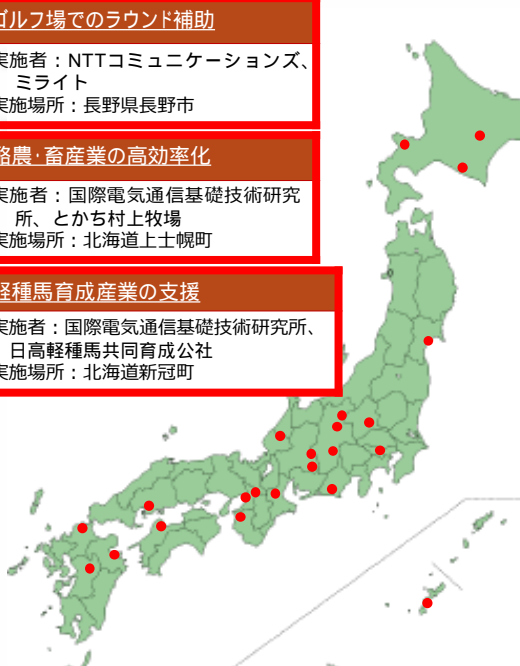 ゴルフ場でのラウンド補助
実施者：NTTコミュニケーションズ、
ミライト
実施場所：長野県長野市
酪農・畜産業の高効率化
実施者：国際電気通信基礎技術研究
所、とかち村上牧場
実施場所：北海道上士幌町
軽種馬育成産業の支援
実施者：国際電気通信基礎技術研究所、
日高軽種馬共同育成公社
実施場所：北海道新冠町